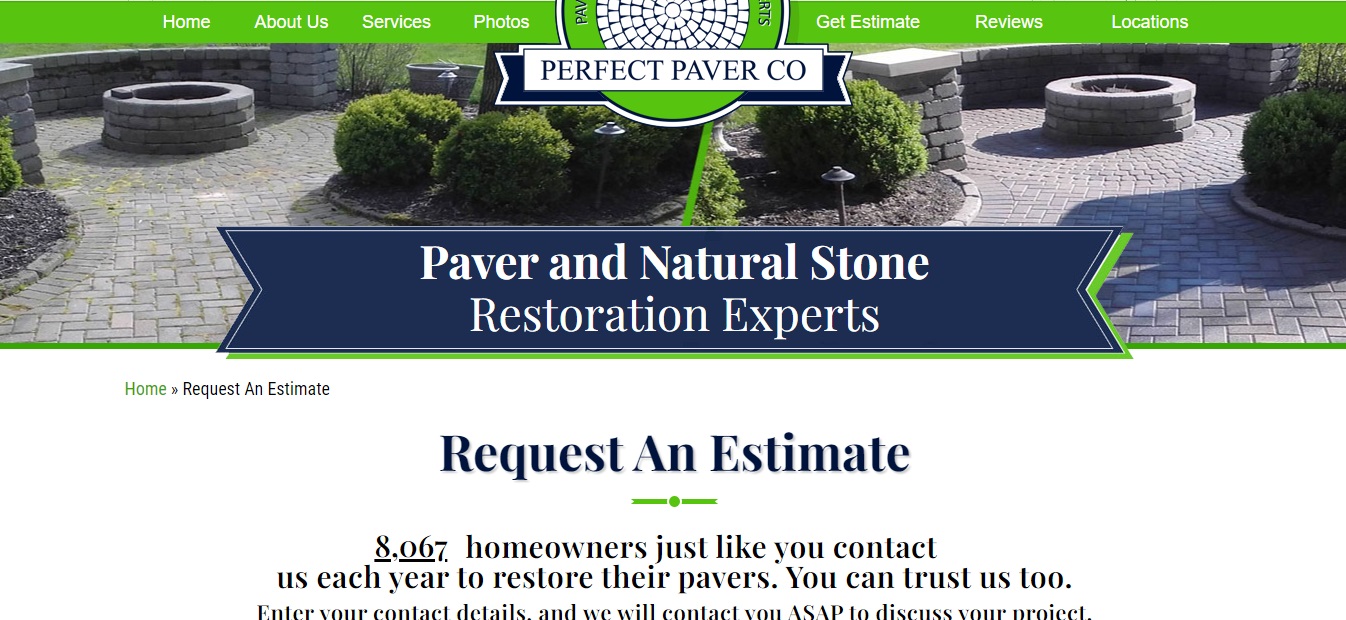 Home About Us Services Photos Get Estimate Reviews Locations
PERFECT PAVER CO
Paver and Natural Stone
Restoration Experts
Home » Request An Estimate
Request An Estimate
8,067 homeowners just like you contact
us each year to restore their pavers. You can trust us too.
Enter your contact details, and we will contact you ASAP to discuss your project.